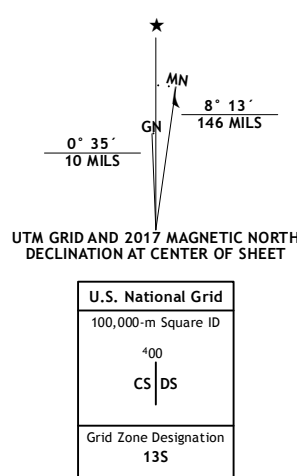 MN
GN
8° 13´
146 MILS
0° 35´
10 MILS
UTM GRID AND 2017 MAGNETIC NORTH
DECLINATION AT CENTER OF SHEET
U.S. National Grid
100,000-m Square ID
⁴00
CS DS
Grid Zone Designation
13S